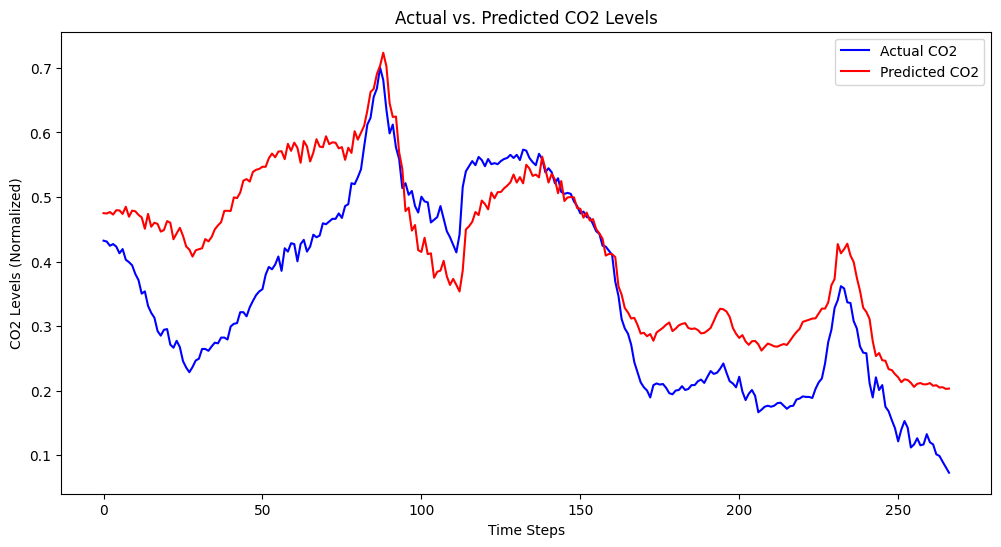 Actual vs. Predicted CO2 Levels
Actual CO2
Predicted CO2
CO2 Levels (Normalized)
0.7
0.6
0.5
0.4
0.3
0.2
0.1
0 50 100 150 200 250
Time Steps